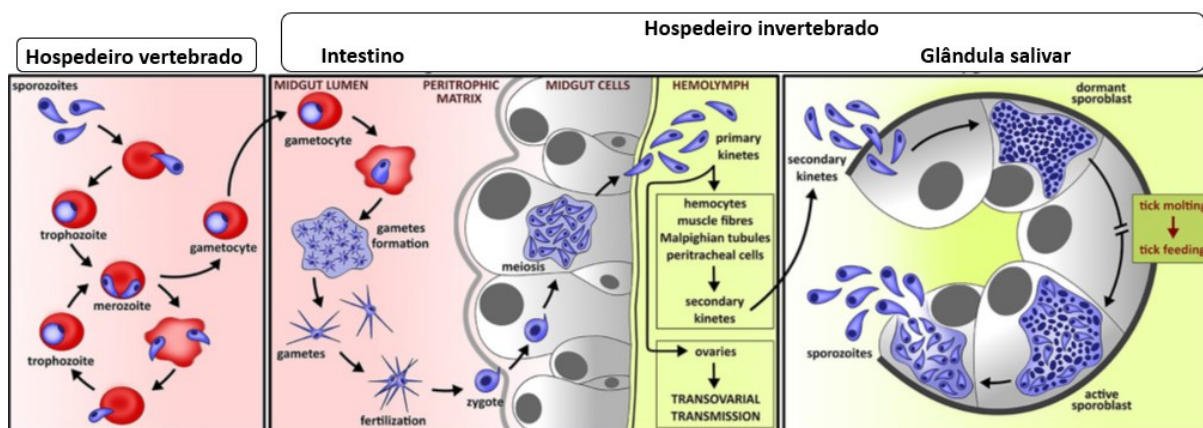 Hospedeiro invertebrado
Hospedeiro vertebrado
Intestino
Glândula salivar
sporozoites
trophozoite
gametocyte
merozoite
trophozoite
MIDGUT LUMEN
PERITROPHIC
MATRIX
MIDGUT CELLS
HEMOLYMPH
gametocyte
gametes
formation
meiosis
gametes
fertilization
zygote
primary
kinetes
hemocytes
muscle fibres
Malpighian tubules
peritracheal cells
secondary
kinetes
ovaries
TRANSOVARIAL
TRANSMISSION
dormant
sporoblast
secondary
kinetes
tick molting
tick feeding
sporozoites
active
sporoblast